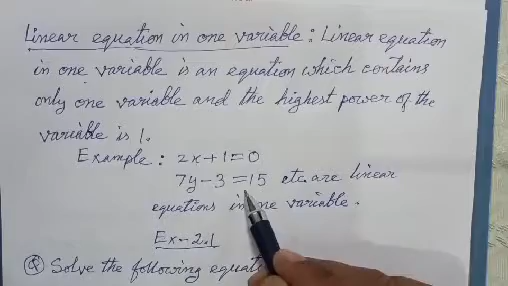 Linear equation in one variable : Linear equation
in one variable is an equation which contains
only one variable and the highest power of the
variable is 1.
Example : 2x+1=0
7y-3=15 etc. are linear
equations in one variable.
Ex-2.1
Q Solve the following